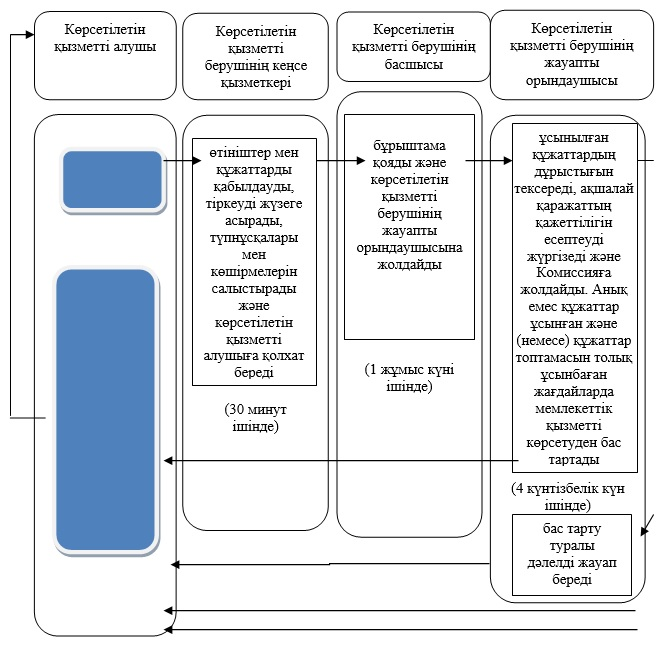 Көрсетілетін
қызметті алушы
Көрсетілетін
қызметті
берушінің кеңсе
қызметкері
Көрсетілетін
қызметті берушінің
басшысы
Көрсетілетін
қызметті берушінің
жауапты
орындаушысы
өтініштер мен
құжаттарды
қабылдауды,
тіркеуді жүзеге
асырады,
түпнұсқалары
мен
көшірмелерін
салыстырады
және
көрсетілетін
қызметті
алушыға қолхат
береді
(30 минут
ішінде)
бұрыштама
қояды және
көрсетілетін
қызметті
берушінің
жауапты
орындаушысына
жолдайды
(1 жұмыс күні
ішінде)
ұсынылған
құжаттардың
дұрыстығын
тексереді, ақшалай
қаражаттың
қажеттілігін
есептеуді
жүргізеді және
Комиссияға
жолдайды. Анық
емес құжаттар
ұсынған және
(немесе) құжаттар
топтамасын толық
ұсынбаған
жағдайларда
мемлекеттік
қызметті
көрсетуден бас
тартады
(4 күнтізбелік күн
ішінде)
бас тарту
туралы
дәлелді жауап
береді